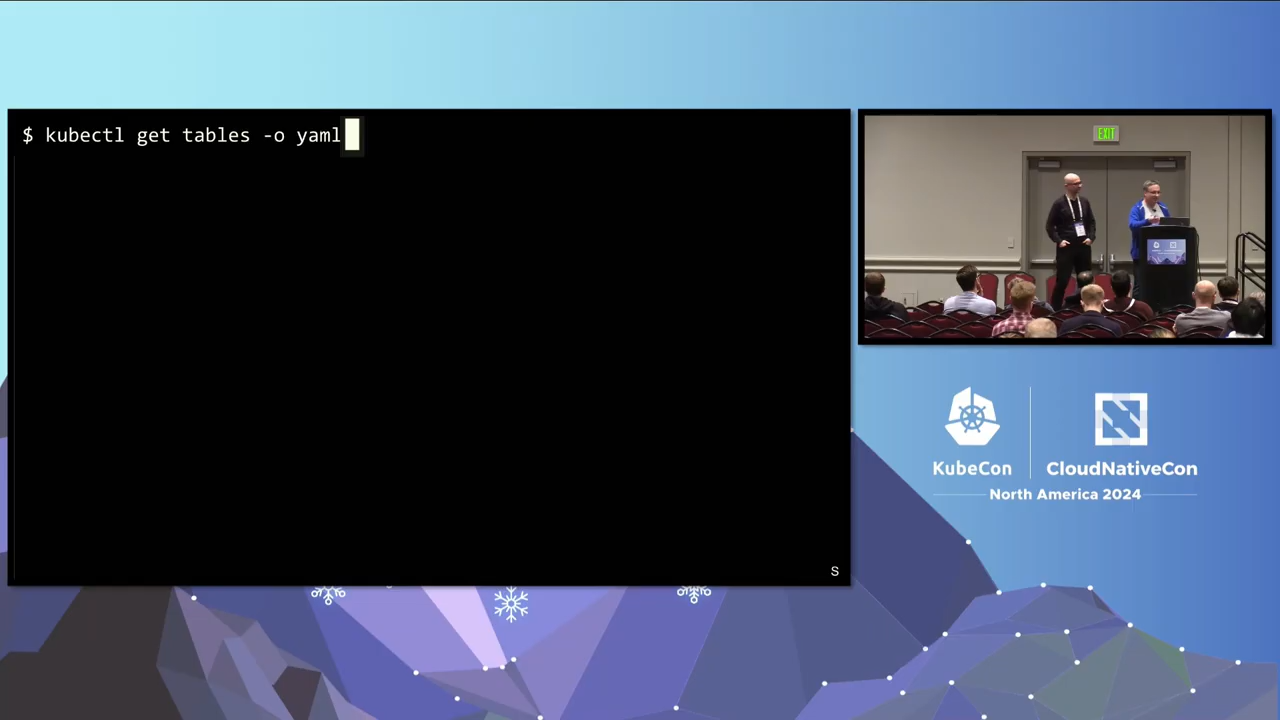 $ kubectl get tables -o yaml
S
EXIT
KubeCon
CloudNativeCon
North America 2024